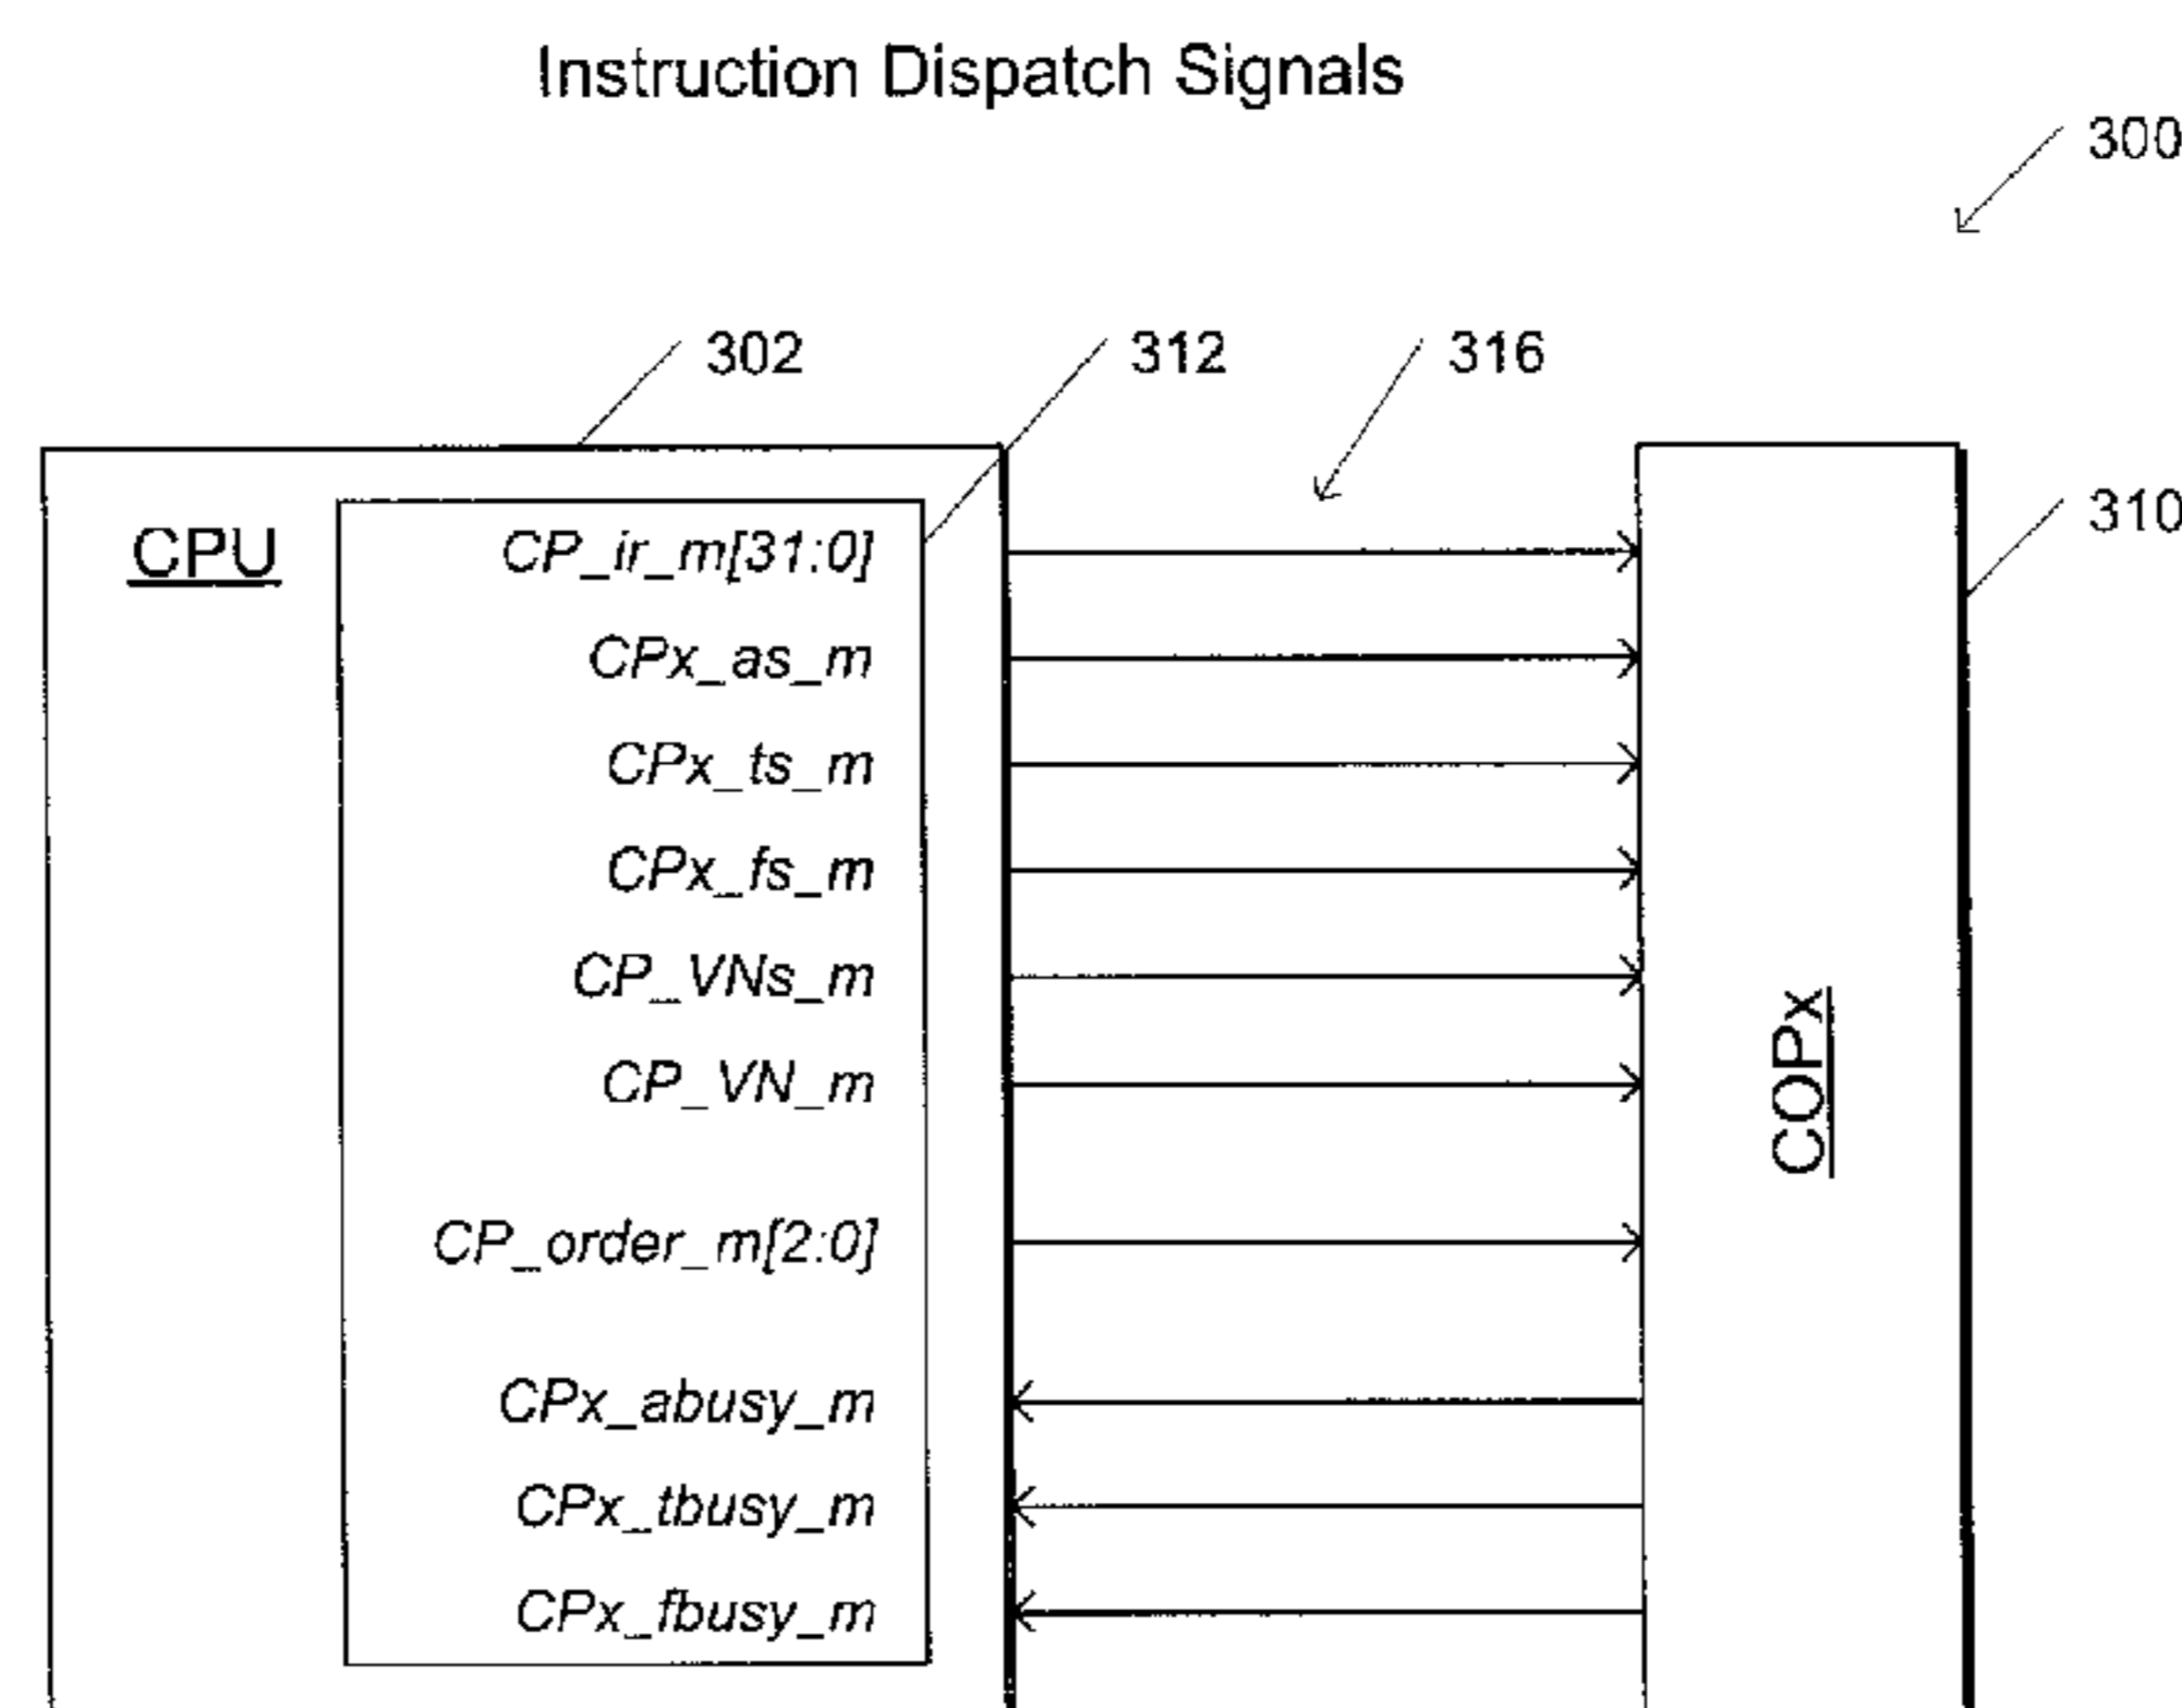 Instruction Dispatch Signals
300
302
312
316
310
CPU
CP_ir_m[31:0]
CPx_as_m
CPx_ts_m
CPx_fs_m
CP_VNs_m
CP_VN_m
CP_order_m[2:0]
CPx_abusy_m
CPx_tbusy_m
CPx_fbusy_m
COPx